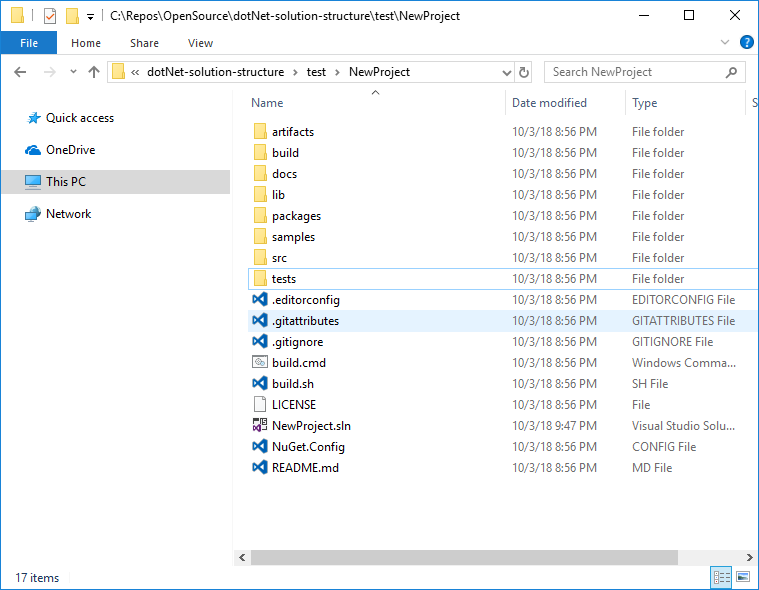 C:\Repos\OpenSource\dotNet-solution-structure\test\NewProject
File Home Share View
« dotNet-solution-structure > test > NewProject Search NewProject
Name Date modified Type S
Quick access
OneDrive
This PC
Network
artifacts 10/3/18 8:56 PM File folder
build 10/3/18 8:56 PM File folder
docs 10/3/18 8:56 PM File folder
lib 10/3/18 8:56 PM File folder
packages 10/3/18 8:56 PM File folder
samples 10/3/18 8:56 PM File folder
src 10/3/18 8:56 PM File folder
tests 10/3/18 8:56 PM File folder
.editorconfig 10/3/18 8:56 PM EDITORCONFIG File
.gitattributes 10/3/18 8:56 PM GITATTRIBUTES File
.gitignore 10/3/18 8:56 PM GITIGNORE File
build.cmd 10/3/18 8:56 PM Windows Comma...
build.sh 10/3/18 8:56 PM SH File
LICENSE 10/3/18 8:56 PM File
NewProject.sln 10/3/18 9:47 PM Visual Studio Solu...
NuGet.Config 10/3/18 8:56 PM CONFIG File
README.md 10/3/18 8:56 PM MD File
17 items